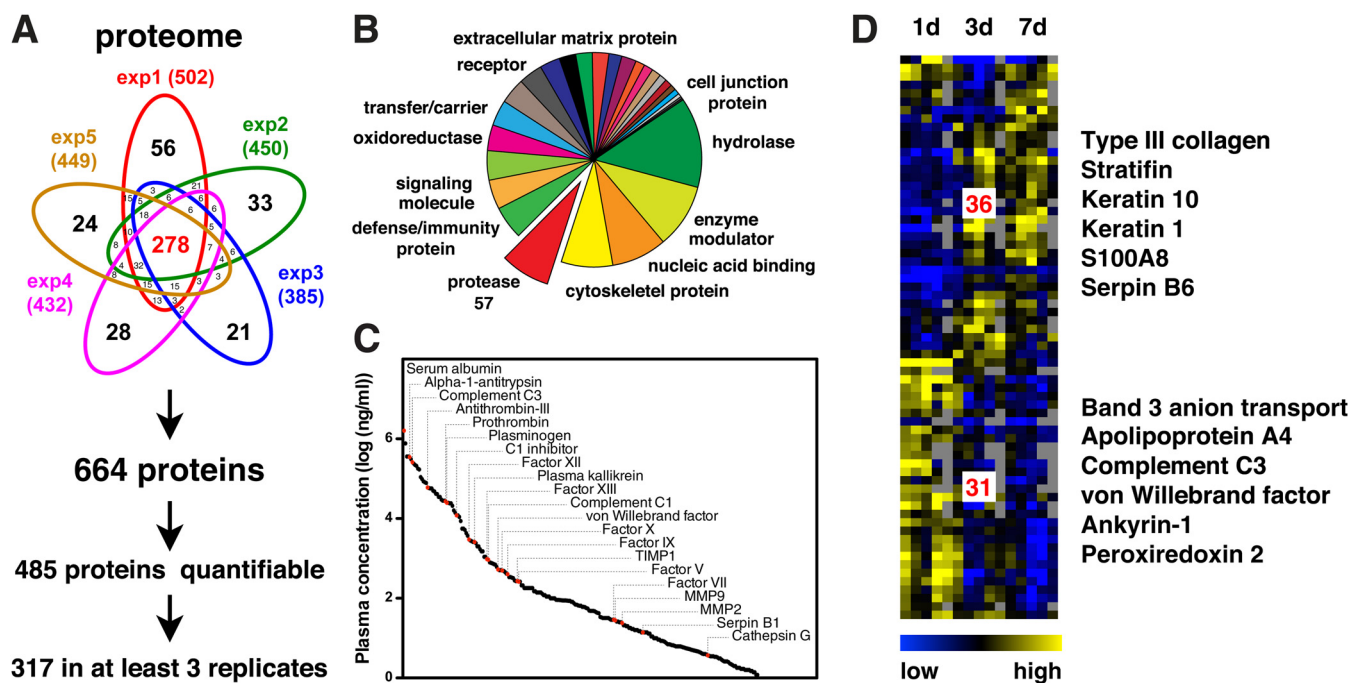 A
proteome
exp1 (502)
exp2
(450)
exp5
(449)
56
33
24
278
exp4
(432)
exp3
(385)
28
21
664 proteins
485 proteins quantifiable
317 in at least 3 replicates
B
extracellular matrix protein
receptor
cell junction
protein
transfer/carrier
oxidoreductase
hydrolase
signaling
molecule
defense/immunity
protein
enzyme
modulator
nucleic acid binding
protease
57
cytoskeletel protein
C
Plasma concentration (log (ng/ml))
6
4
2
0
Serum albumin
Alpha-1-antitrypsin
Complement C3
Antithrombin-III
Prothrombin
Plasminogen
C1 inhibitor
Factor XII
Plasma kallikrein
Factor XIII
Complement C1
von Willebrand factor
Factor X
Factor IX
TIMP1
Factor V
Factor VII
MMP9
MMP2
Serpin B1
Cathepsin G
D
1d 3d 7d
36
Type III collagen
Stratifin
Keratin 10
Keratin 1
S100A8
Serpin B6
31
Band 3 anion transport
Apolipoprotein A4
Complement C3
von Willebrand factor
Ankyrin-1
Peroxiredoxin 2
low high